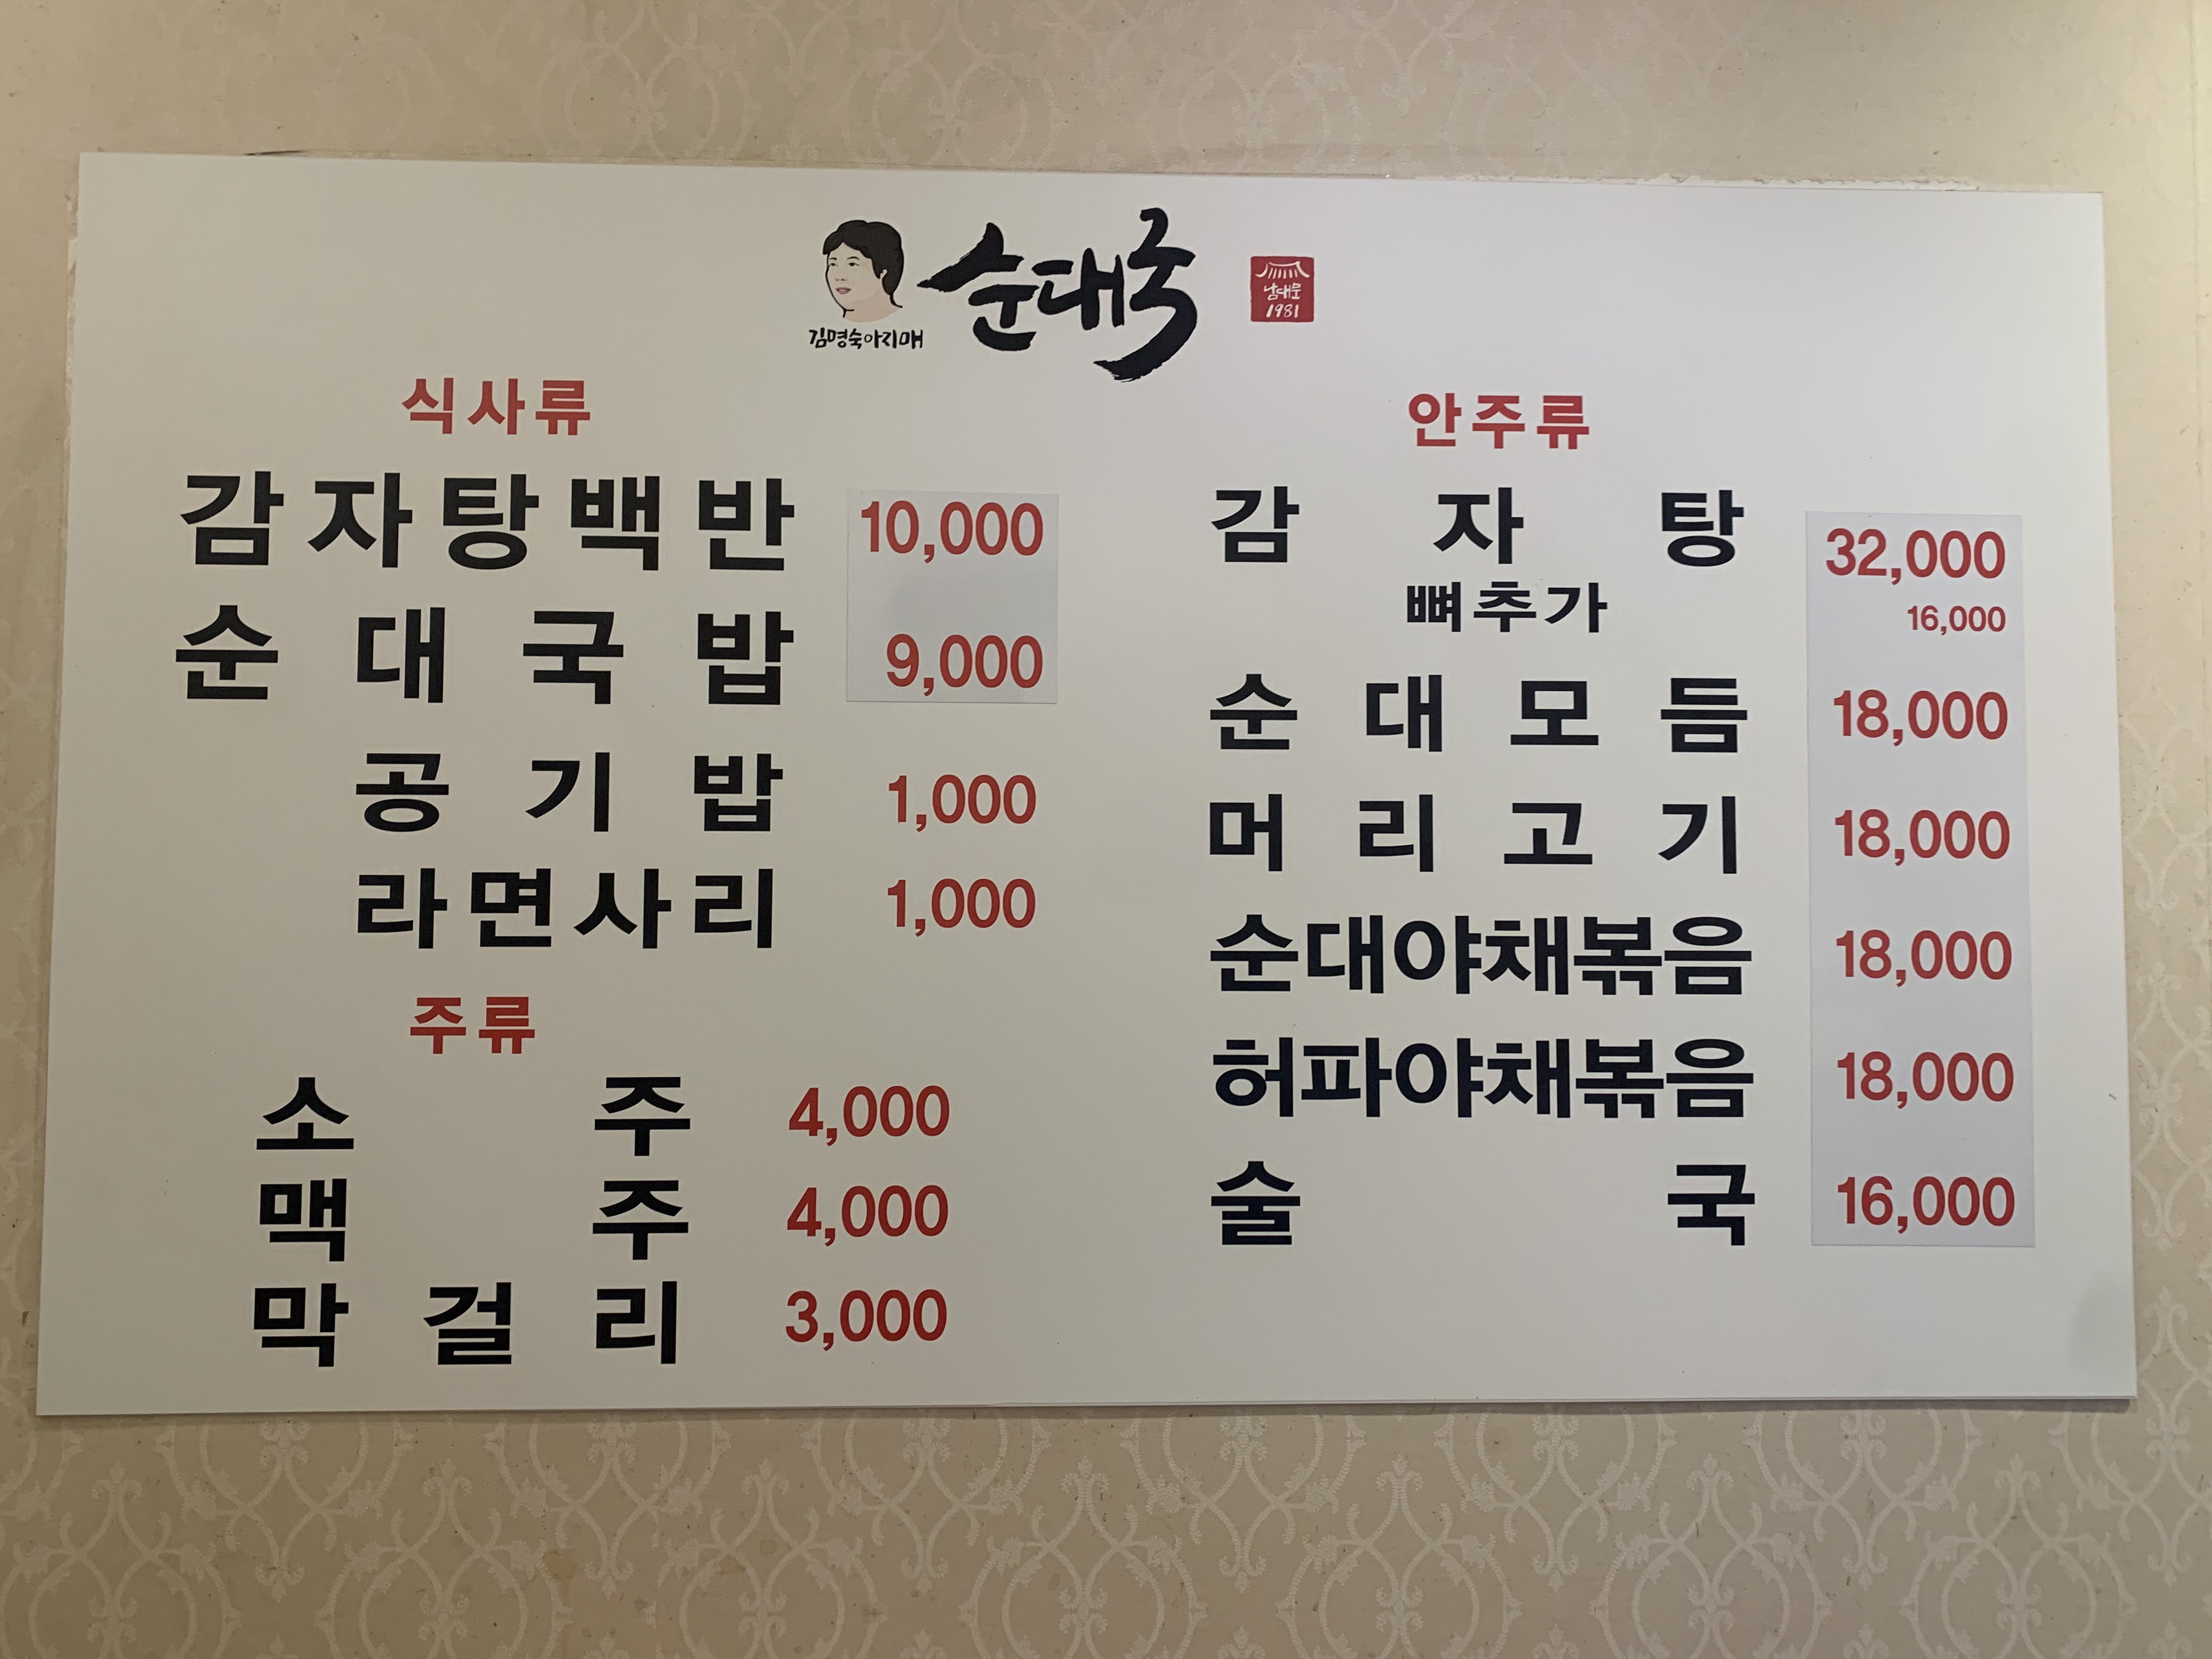 김명숙아지매
순대국
남대문
1981
식사류
감자탕백반 10,000
순대국밥 9,000
공기밥 1,000
라면사리 1,000
주류
소주 4,000
맥주 4,000
막걸리 3,000
안주류
감자탕 32,000
뼈추가 16,000
순대모듬 18,000
머리고기 18,000
순대야채볶음 18,000
허파야채볶음 18,000
술국 16,000